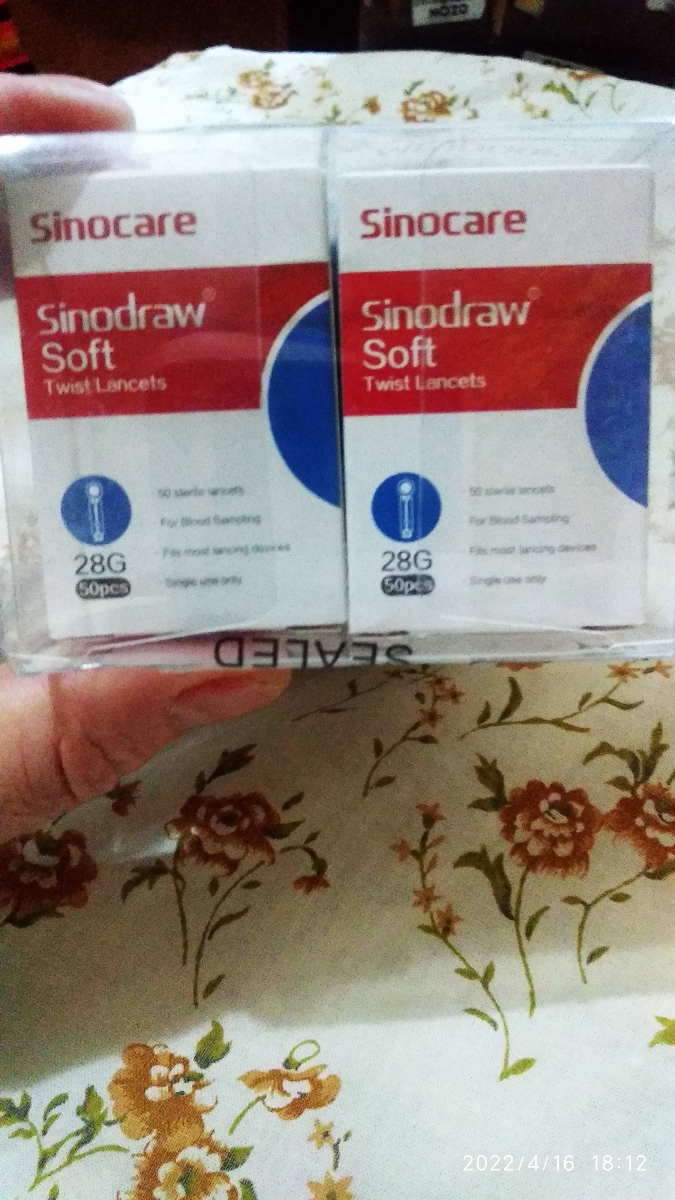 Sinocare
Sinodraw®
Soft
Twist Lancets
50 sterile lancets
For Blood Sampling
Fits most lancing devices
Single use only
28G
50pcs
Sinocare
Sinodraw®
Soft
Twist Lancets
50 sterile lancets
For Blood Sampling
Fits most lancing devices
Single use only
28G
50pcs
SEALED
2022/4/16 18:12